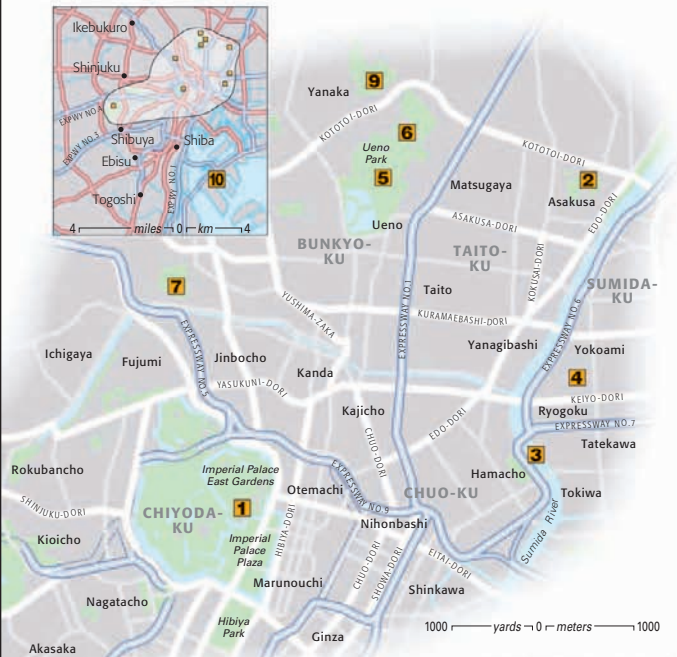 Ikebukuro
Shinjuku
EXPWY NO.4
EXPWY NO.3
Shibuya
Shiba
Ebisu
EXPWY NO.1
10
Togoshi
4 miles 0 km 4
Yanaka
9
KOTOTOI-DORI
6
Ueno
Park
5
KOTOTOI-DORI
2
Asakusa
Matsugaya
EDO-DORI
Ueno
ASAKUSA-DORI
BUNKYO-
KU
TAITO-
KU
KOKUSAI-DORI
SUMIDA-
KU
7
Taito
EXPRESSWAY NO.1
EXPRESSWAY NO.6
YUSHIMA-ZAKA
KURAMAEBASHI-DORI
EXPRESSWAY NO.5
Yanagibashi
Yokoami
Ichigaya
Fujumi
Jinbocho
Kanda
YASUKUNI-DORI
4
KEIYO-DORI
Kajicho
EDO-DORI
Ryogoku
EXPRESSWAY NO.7
CHUO-DORI
Tatekawa
3
Rokubancho
Imperial Palace
East Gardens
Otemachi
EXPRESSWAY NO.9
Hamacho
CHUO-KU
Tokiwa
SHINJUKU-DORI
CHIYODA-
KU
1
HIBIYA-DORI
Nihonbashi
Sumida River
Kioicho
Imperial
Palace
Plaza
CHUO-DORI
SHOWA-DORI
EITAI-DORI
Marunouchi
Shinkawa
Nagatacho
Hibiya
Park
Ginza
1000 yards 0 meters 1000
Akasaka